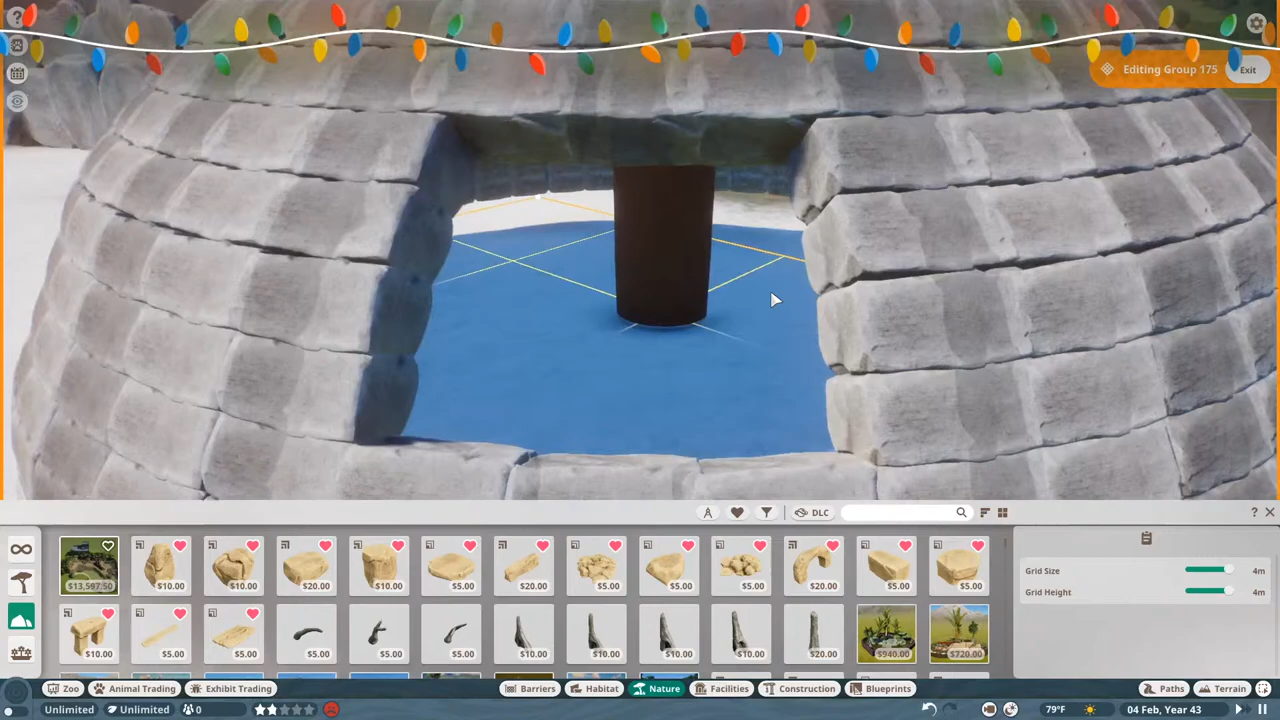 Editing Group 175
Exit
DLC
$13,597.50
$10.00
$10.00
$20.00
$10.00
$5.00
$20.00
$5.00
$5.00
$5.00
$20.00
$5.00
$5.00
$10.00
$5.00
$5.00
$5.00
$5.00
$5.00
$10.00
$10.00
$10.00
$10.00
$20.00
$940.00
$720.00
Grid Size
4m
Grid Height
4m
Zoo
Animal Trading
Exhibit Trading
Barriers
Habitat
Nature
Facilities
Construction
Blueprints
Paths
Terrain
Unlimited
Unlimited
0
79°F
04 Feb, Year 43